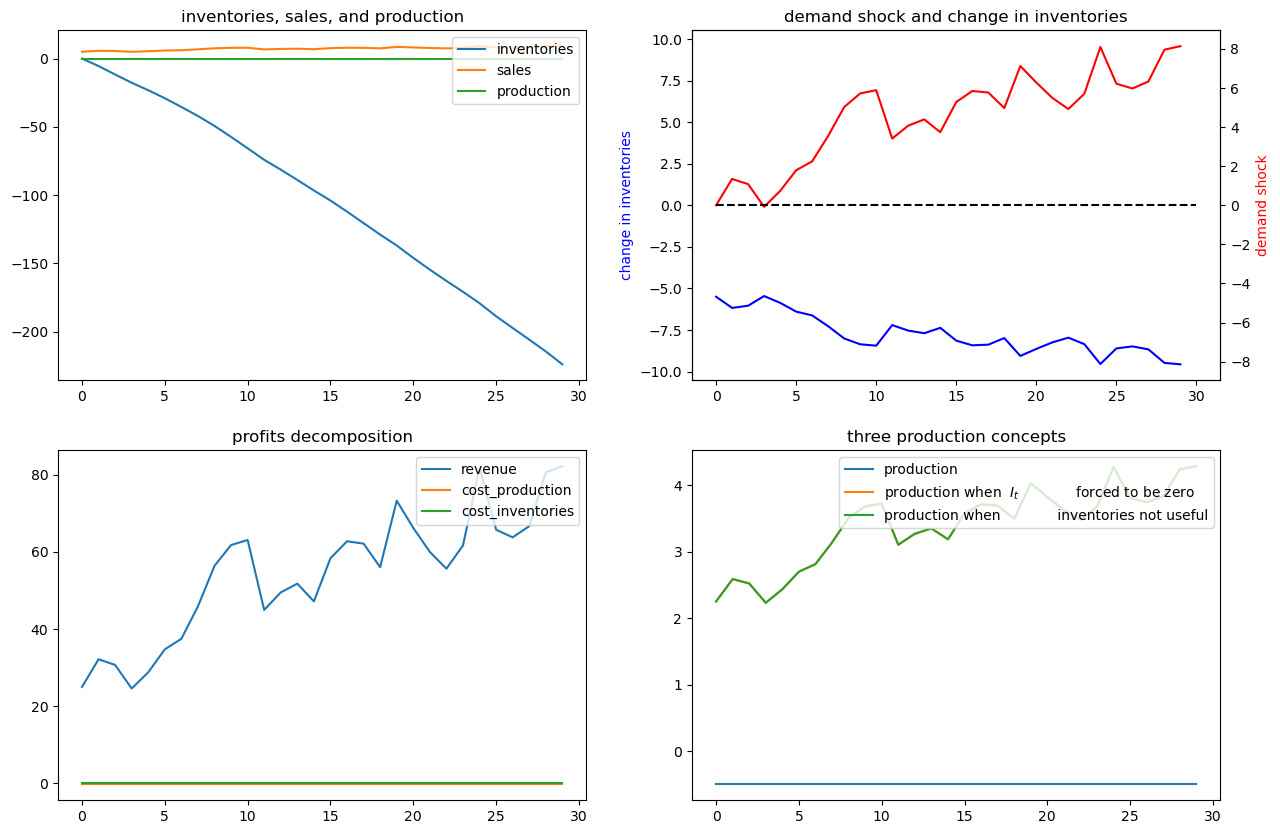 inventories, sales, and production
0
−50
−100
−150
−200
0 5 10 15 20 25 30
inventories
sales
production
demand shock and change in inventories
change in inventories
10.0
7.5
5.0
2.5
0.0
−2.5
−5.0
−7.5
−10.0
0 5 10 15 20 25 30
8
6
4
2
0
−2
−4
−6
−8
demand shock
profits decomposition
80
60
40
20
0
0 5 10 15 20 25 30
revenue
cost_production
cost_inventories
three production concepts
4
3
2
1
0
0 5 10 15 20 25 30
production
production when I_t forced to be zero
production when inventories not useful